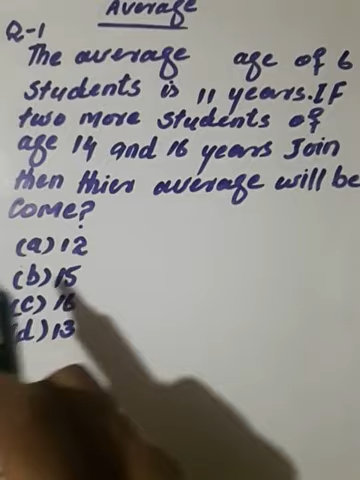 Average
Q-1
The average age of 6
students is 11 years. IF
two more students of
age 14 and 16 years Join
then thier average will be
come?
(a) 12
(b) 15
(c) 16
(d) 13